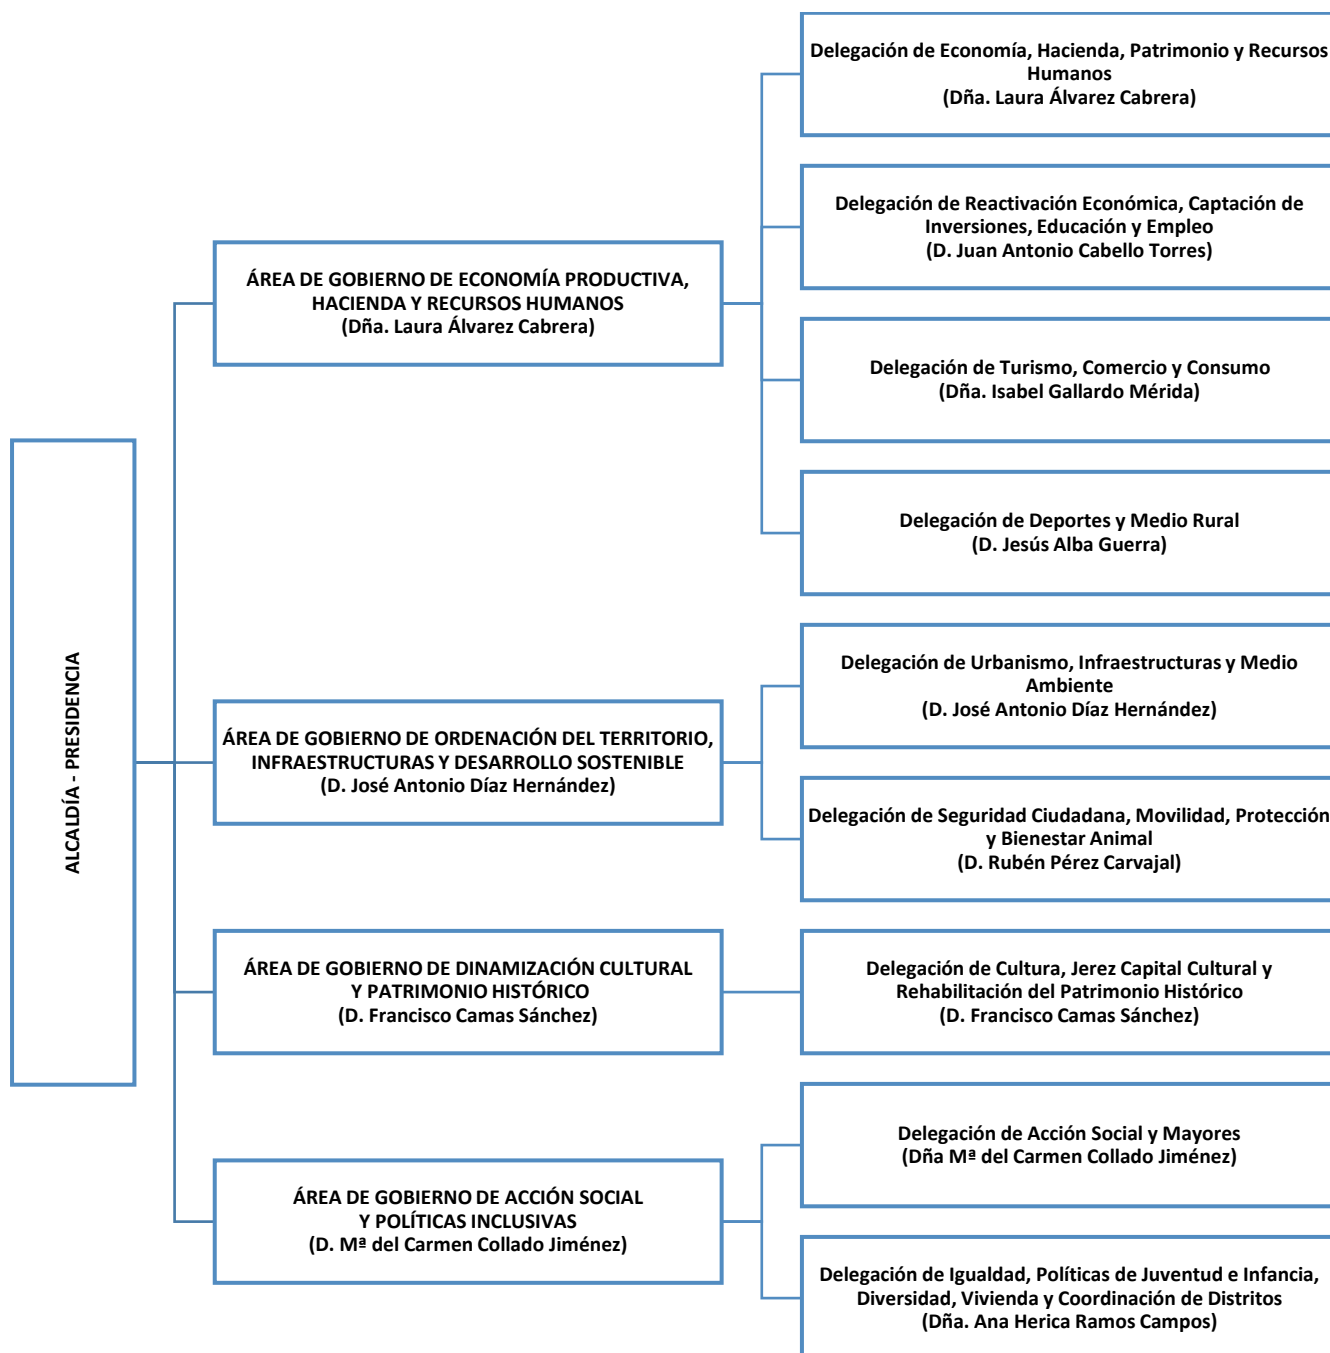 ALCALDÍA - PRESIDENCIA
ÁREA DE GOBIERNO DE ECONOMÍA PRODUCTIVA,
HACIENDA Y RECURSOS HUMANOS
(Dña. Laura Álvarez Cabrera)
Delegación de Economía, Hacienda, Patrimonio y Recursos
Humanos
(Dña. Laura Álvarez Cabrera)
Delegación de Reactivación Económica, Captación de
Inversiones, Educación y Empleo
(D. Juan Antonio Cabello Torres)
Delegación de Turismo, Comercio y Consumo
(Dña. Isabel Gallardo Mérida)
Delegación de Deportes y Medio Rural
(D. Jesús Alba Guerra)
ÁREA DE GOBIERNO DE ORDENACIÓN DEL TERRITORIO,
INFRAESTRUCTURAS Y DESARROLLO SOSTENIBLE
(D. José Antonio Díaz Hernández)
Delegación de Urbanismo, Infraestructuras y Medio
Ambiente
(D. José Antonio Díaz Hernández)
Delegación de Seguridad Ciudadana, Movilidad, Protección
y Bienestar Animal
(D. Rubén Pérez Carvajal)
ÁREA DE GOBIERNO DE DINAMIZACIÓN CULTURAL
Y PATRIMONIO HISTÓRICO
(D. Francisco Camas Sánchez)
Delegación de Cultura, Jerez Capital Cultural y
Rehabilitación del Patrimonio Histórico
(D. Francisco Camas Sánchez)
ÁREA DE GOBIERNO DE ACCIÓN SOCIAL
Y POLÍTICAS INCLUSIVAS
(D. Mª del Carmen Collado Jiménez)
Delegación de Acción Social y Mayores
(Dña Mª del Carmen Collado Jiménez)
Delegación de Igualdad, Políticas de Juventud e Infancia,
Diversidad, Vivienda y Coordinación de Distritos
(Dña. Ana Herica Ramos Campos)